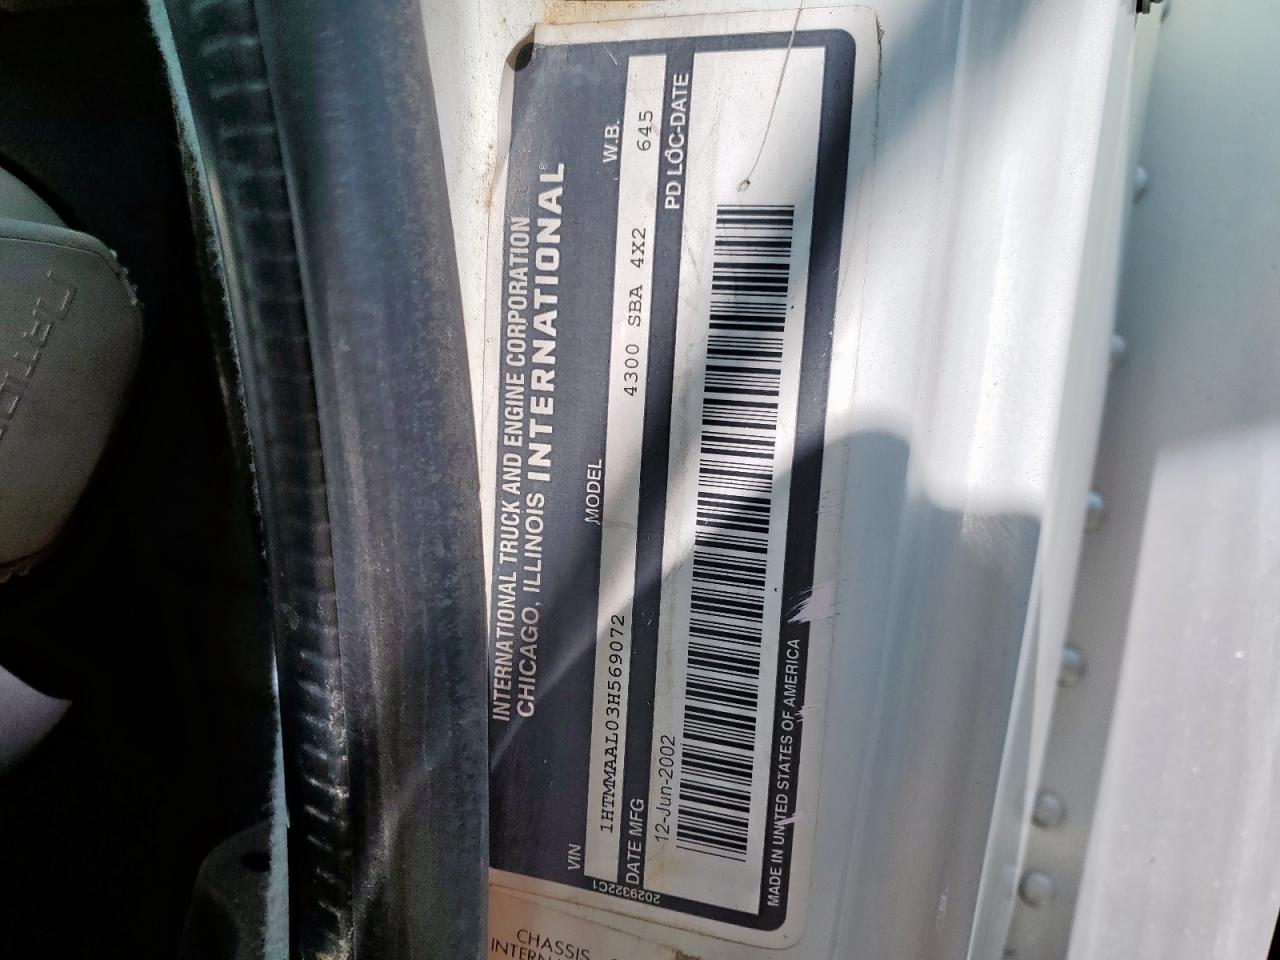 INTERNATIONAL TRUCK AND ENGINE CORPORATION
CHICAGO, ILLINOIS INTERNATIONAL
VIN MODEL W.B.
1HTMMAAL03H569072 4300 SBA 4X2 645
DATE MFG PD LOC-DATE
12-Jun-2002
MADE IN UNITED STATES OF AMERICA
2029322C1
CHASSIS